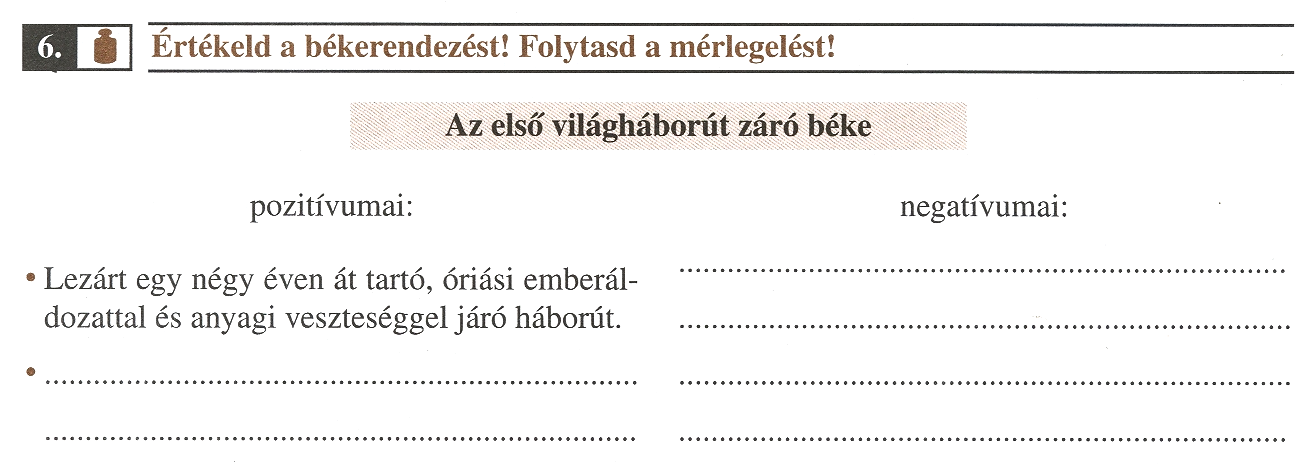 6. Értékeld a békerendezést! Folytasd a mérlegelést!
Az első világháborút záró béke
pozitívumai:
• Lezárt egy négy éven át tartó, óriási emberál-
dozattal és anyagi veszteséggel járó háborút.
•
negatívumai: